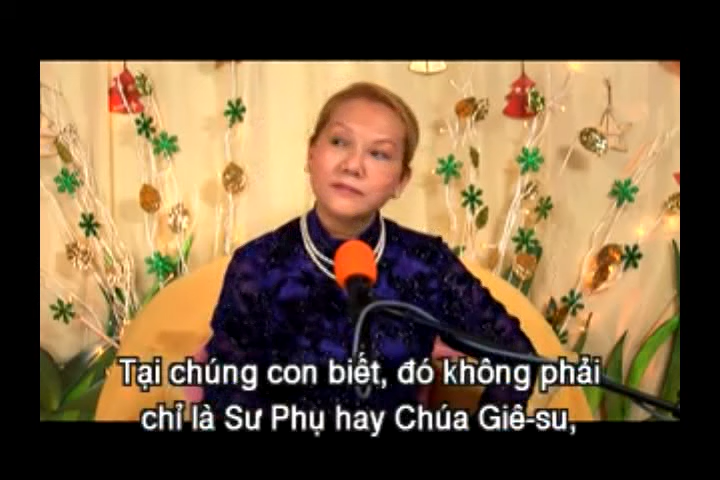 Tại chúng con biết, đó không phải
chỉ là Sư Phụ hay Chúa Giê-su,